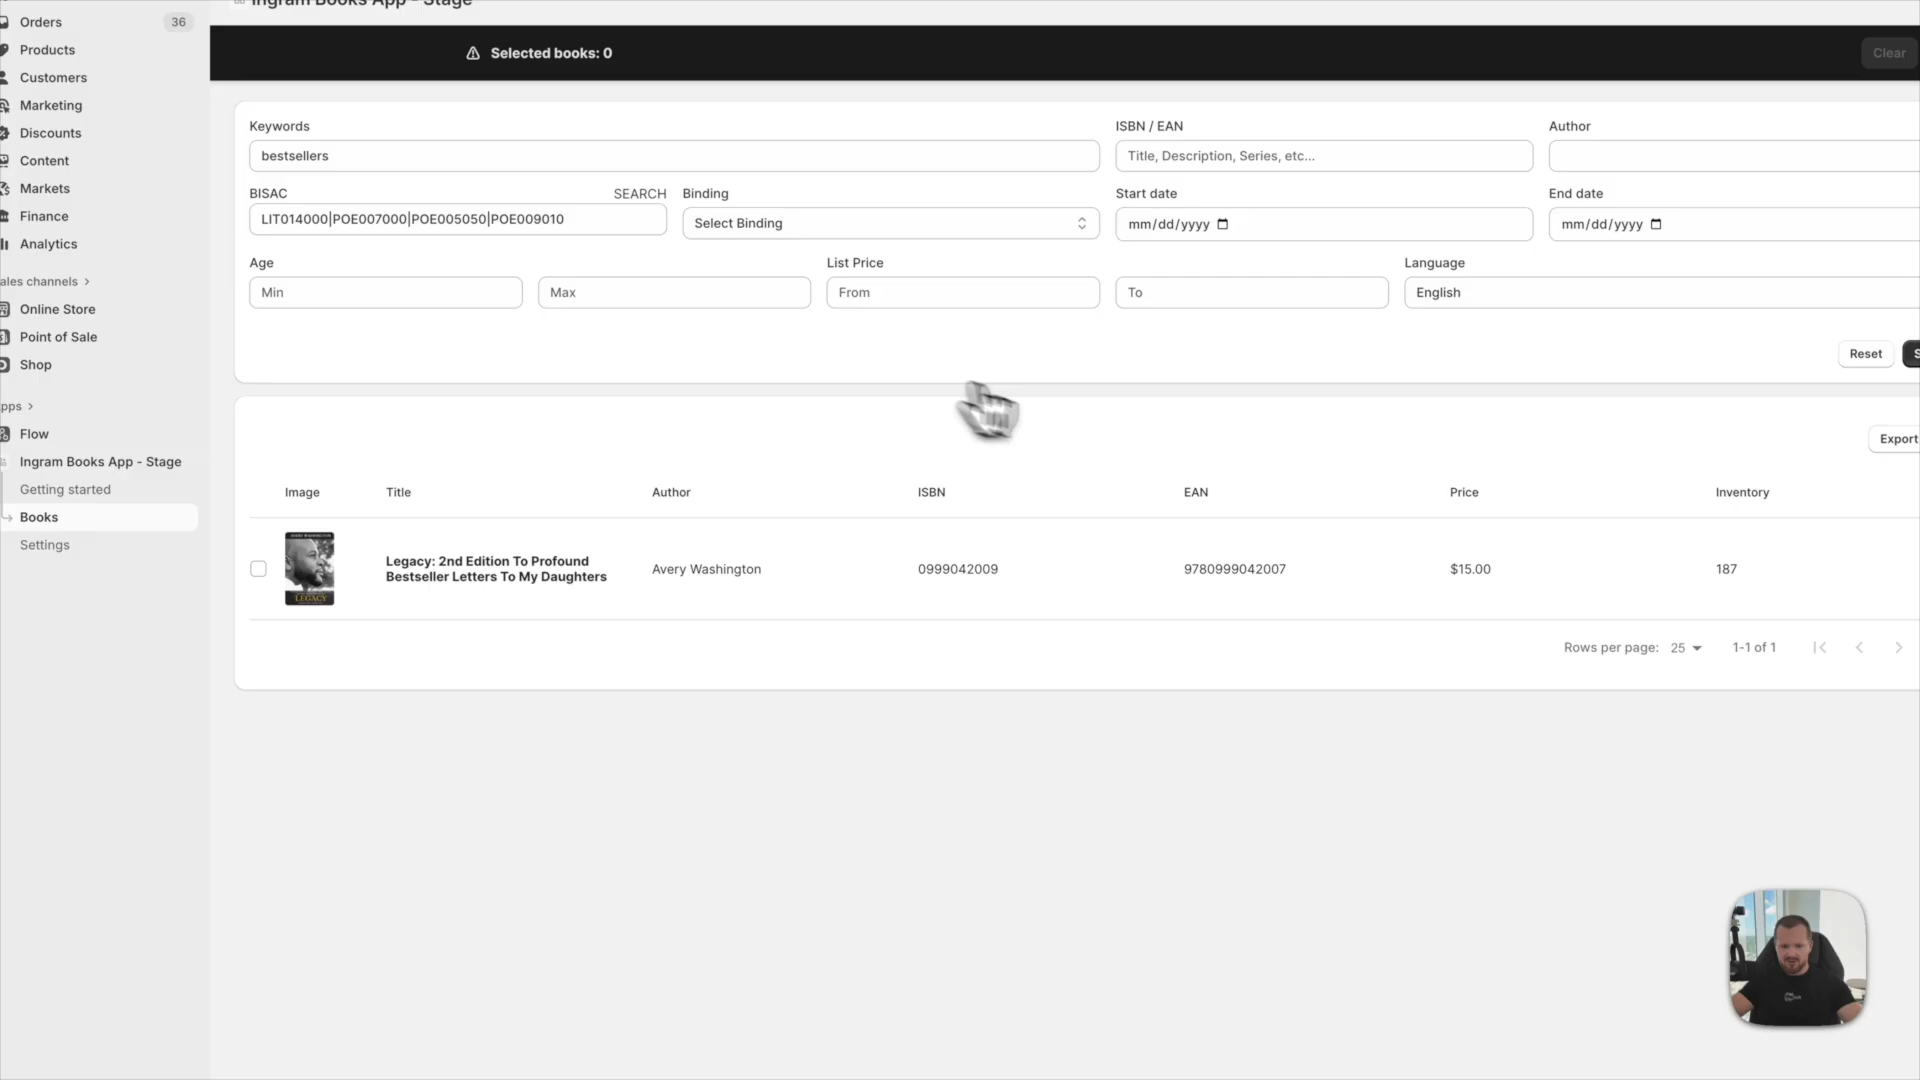 Ingram Books App - Stage
Orders 36
Products
Customers
Marketing
Discounts
Content
Markets
Finance
Analytics
ales channels
Online Store
Point of Sale
Shop
pps
Flow
Ingram Books App - Stage
Getting started
Books
Settings
Selected books: 0
Clear
Keywords
bestsellers
ISBN / EAN
Title, Description, Series, etc...
Author
BISAC SEARCH
LIT014000|POE007000|POE005050|POE009010
Binding
Select Binding
Start date
mm/dd/yyyy
End date
mm/dd/yyyy
Age
Min
Max
List Price
From
To
Language
English
Reset S
Export
Image Title Author ISBN EAN Price Inventory
LEGACY
Legacy: 2nd Edition To Profound
Bestseller Letters To My Daughters
Avery Washington
0999042009
9780999042007
$15.00
187
Rows per page: 25 1-1 of 1